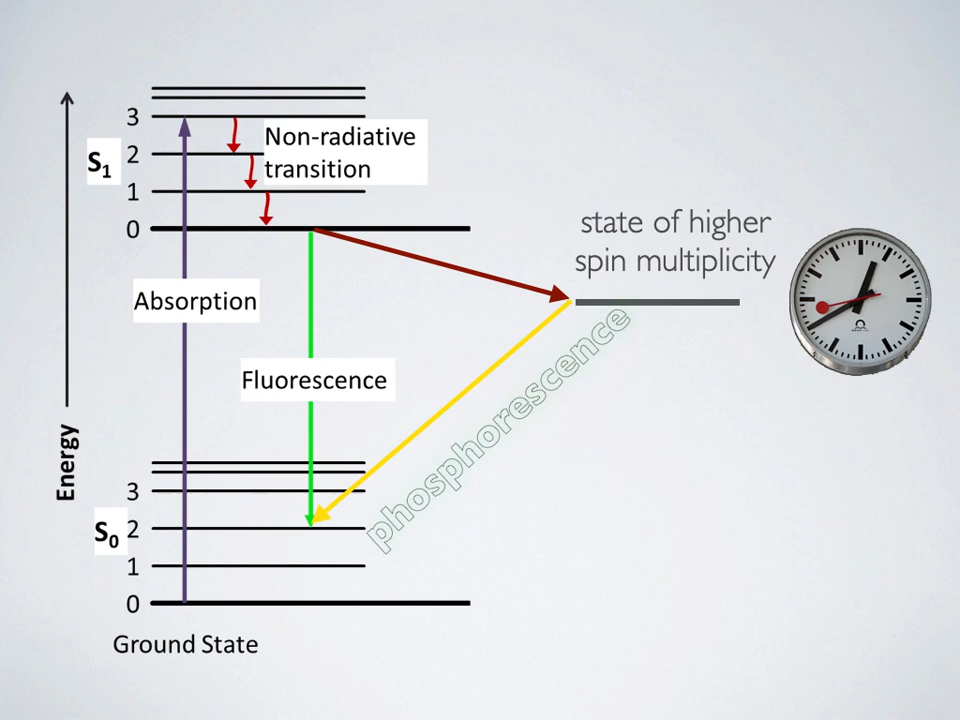 3
S1
2
1
0
Non-radiative
transition
Absorption
Fluorescence
Energy
state of higher
spin multiplicity
phosphorescence
3
S0
2
1
0
Ground State